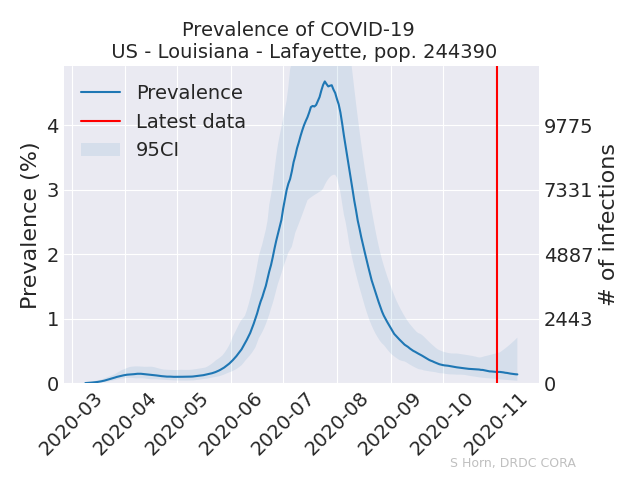 Prevalence of COVID-19
US - Louisiana - Lafayette, pop. 244390
Prevalence
Latest data
95CI
Prevalence (%)
4
3
2
1
0
9775
7331
4887
2443
0
# of infections
2020-03
2020-04
2020-05
2020-06
2020-07
2020-08
2020-09
2020-10
2020-11
S Horn, DRDC CORA